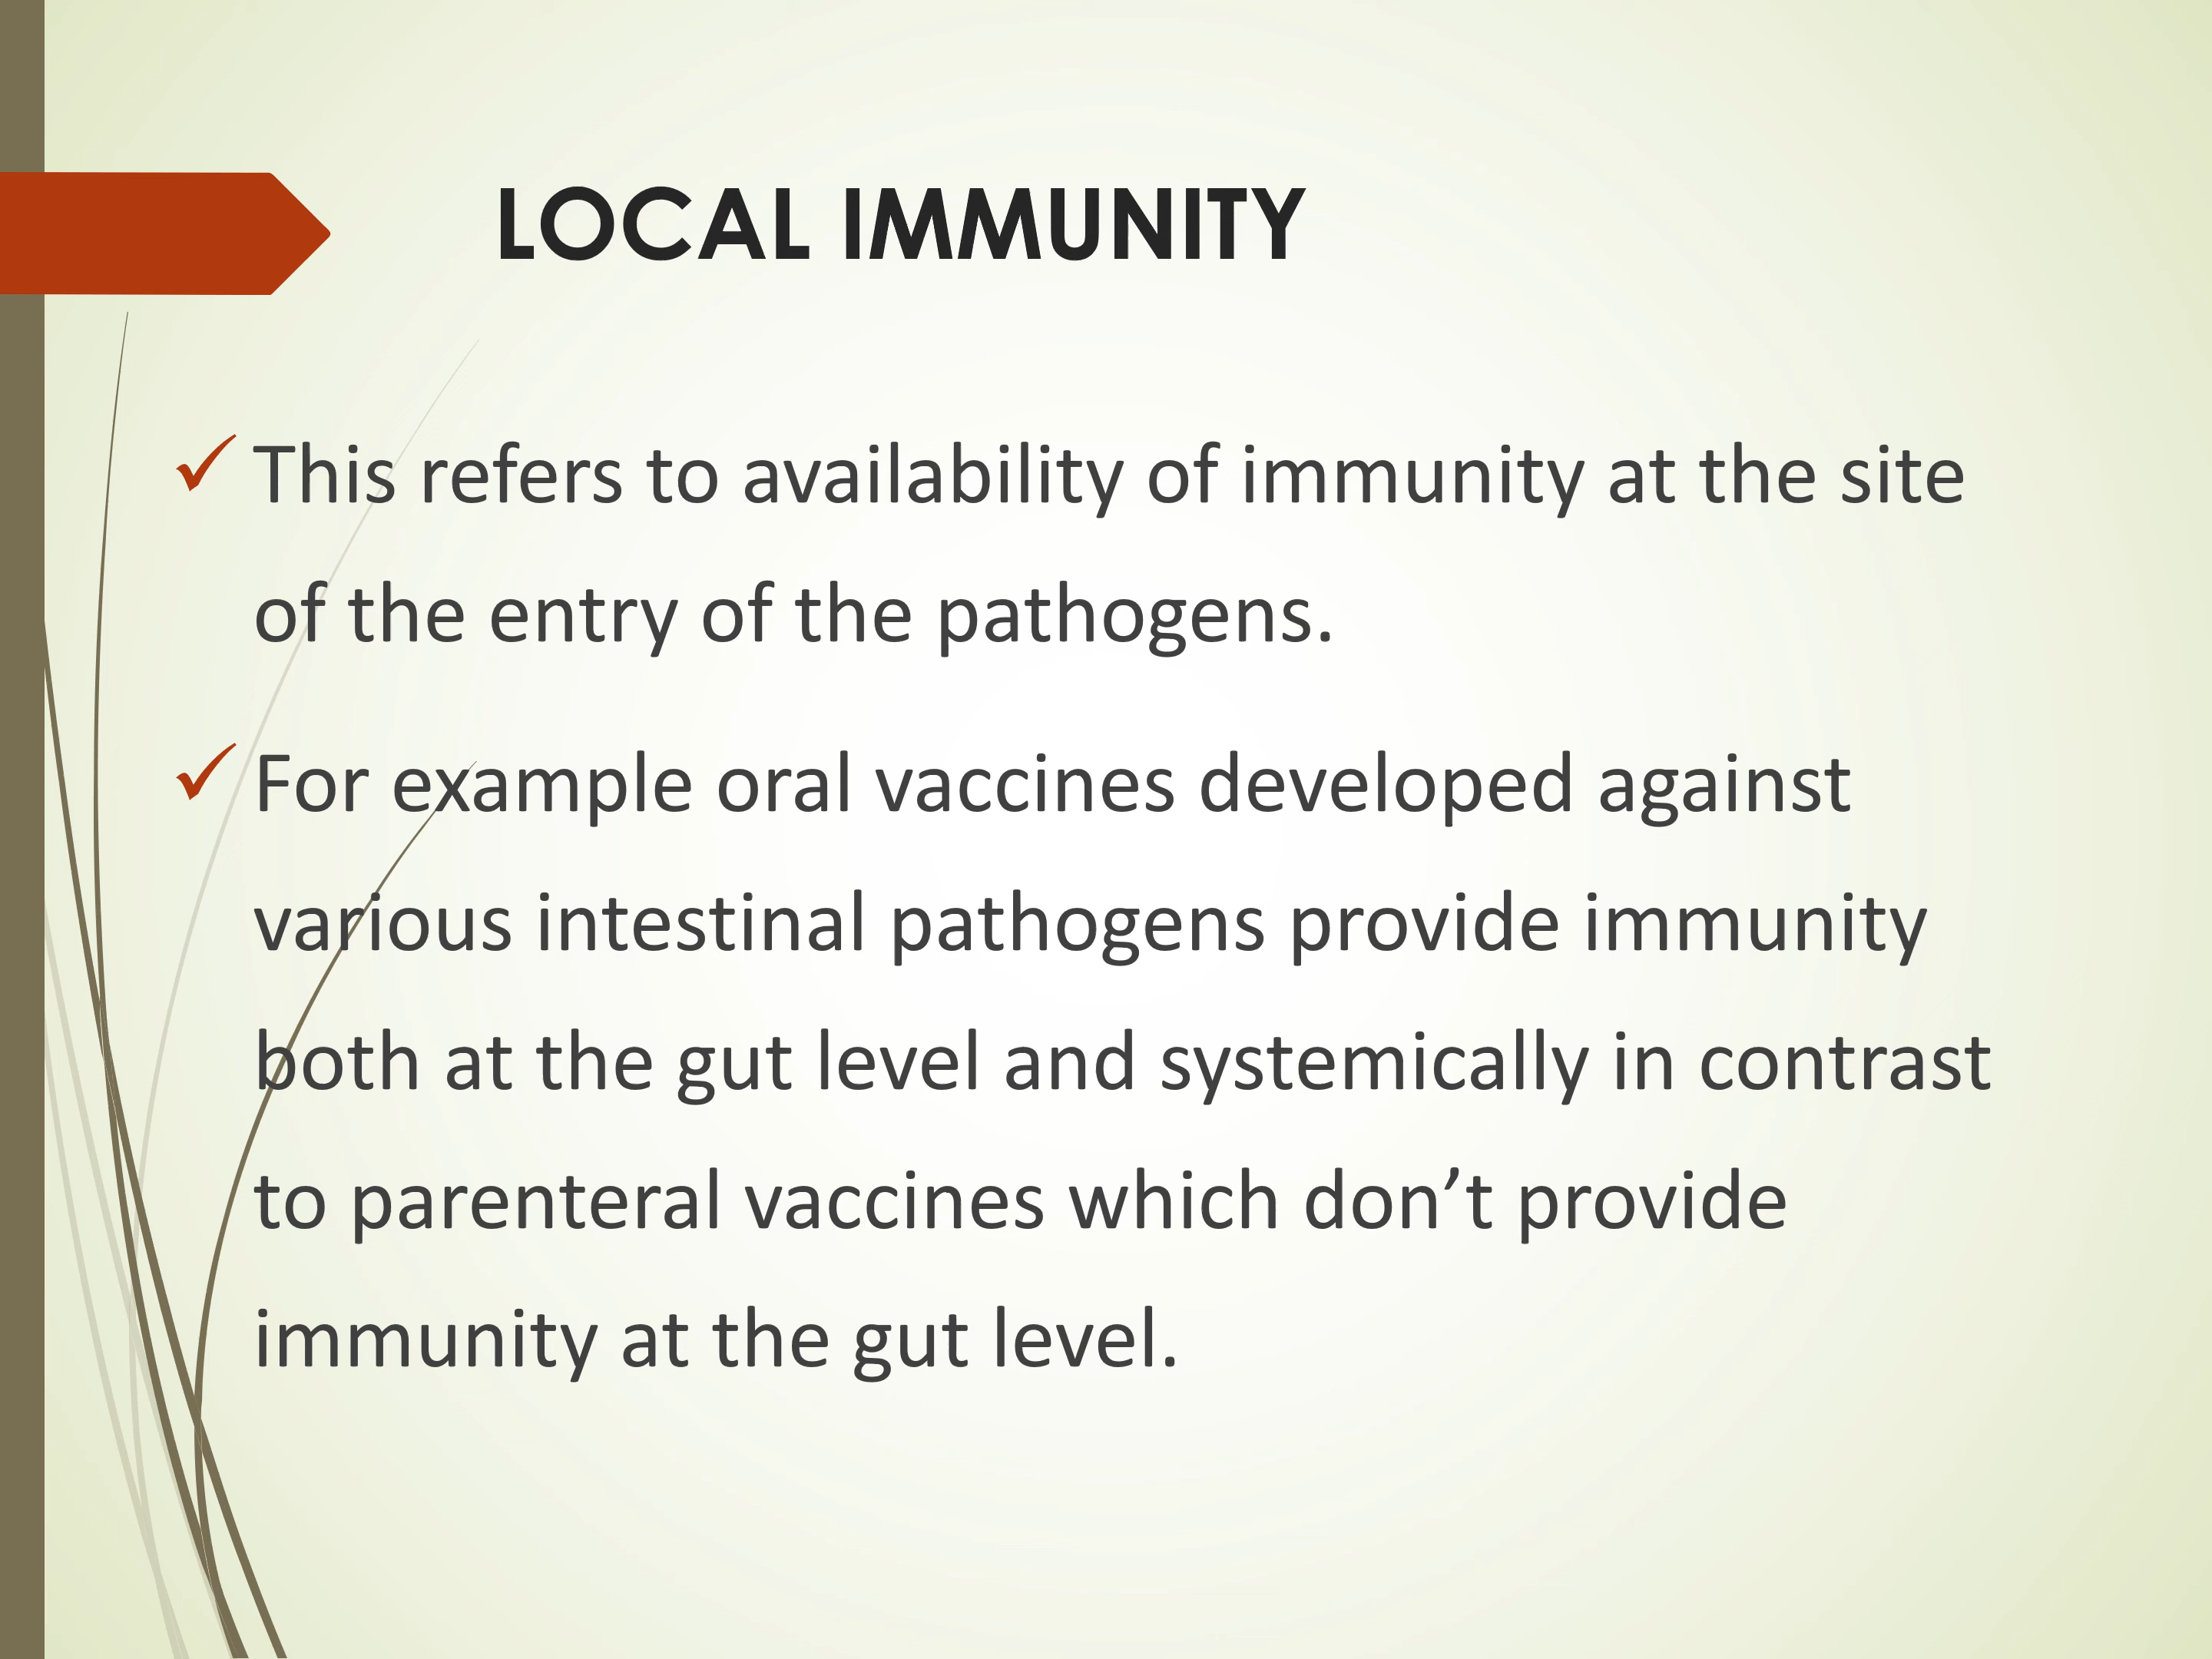 LOCAL IMMUNITY
This refers to availability of immunity at the site
of the entry of the pathogens.
For example oral vaccines developed against
various intestinal pathogens provide immunity
both at the gut level and systemically in contrast
to parenteral vaccines which don’t provide
immunity at the gut level.